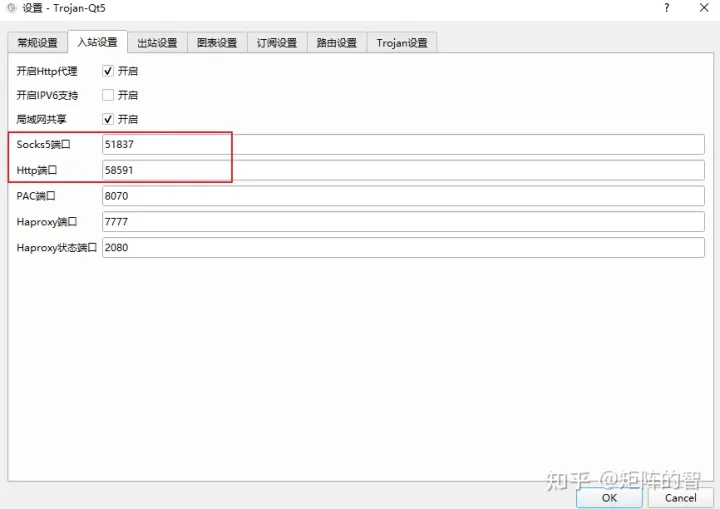 设置 - Trojan-Qt5
常规设置 入站设置 出站设置 图表设置 订阅设置 路由设置 Trojan设置
开启Http代理 开启
开启IPV6支持 开启
局域网共享 开启
Socks5端口 51837
Http端口 58591
PAC端口 8070
Haproxy端口 7777
Haproxy状态端口 2080
知乎 @矩阵的智
OK Cancel